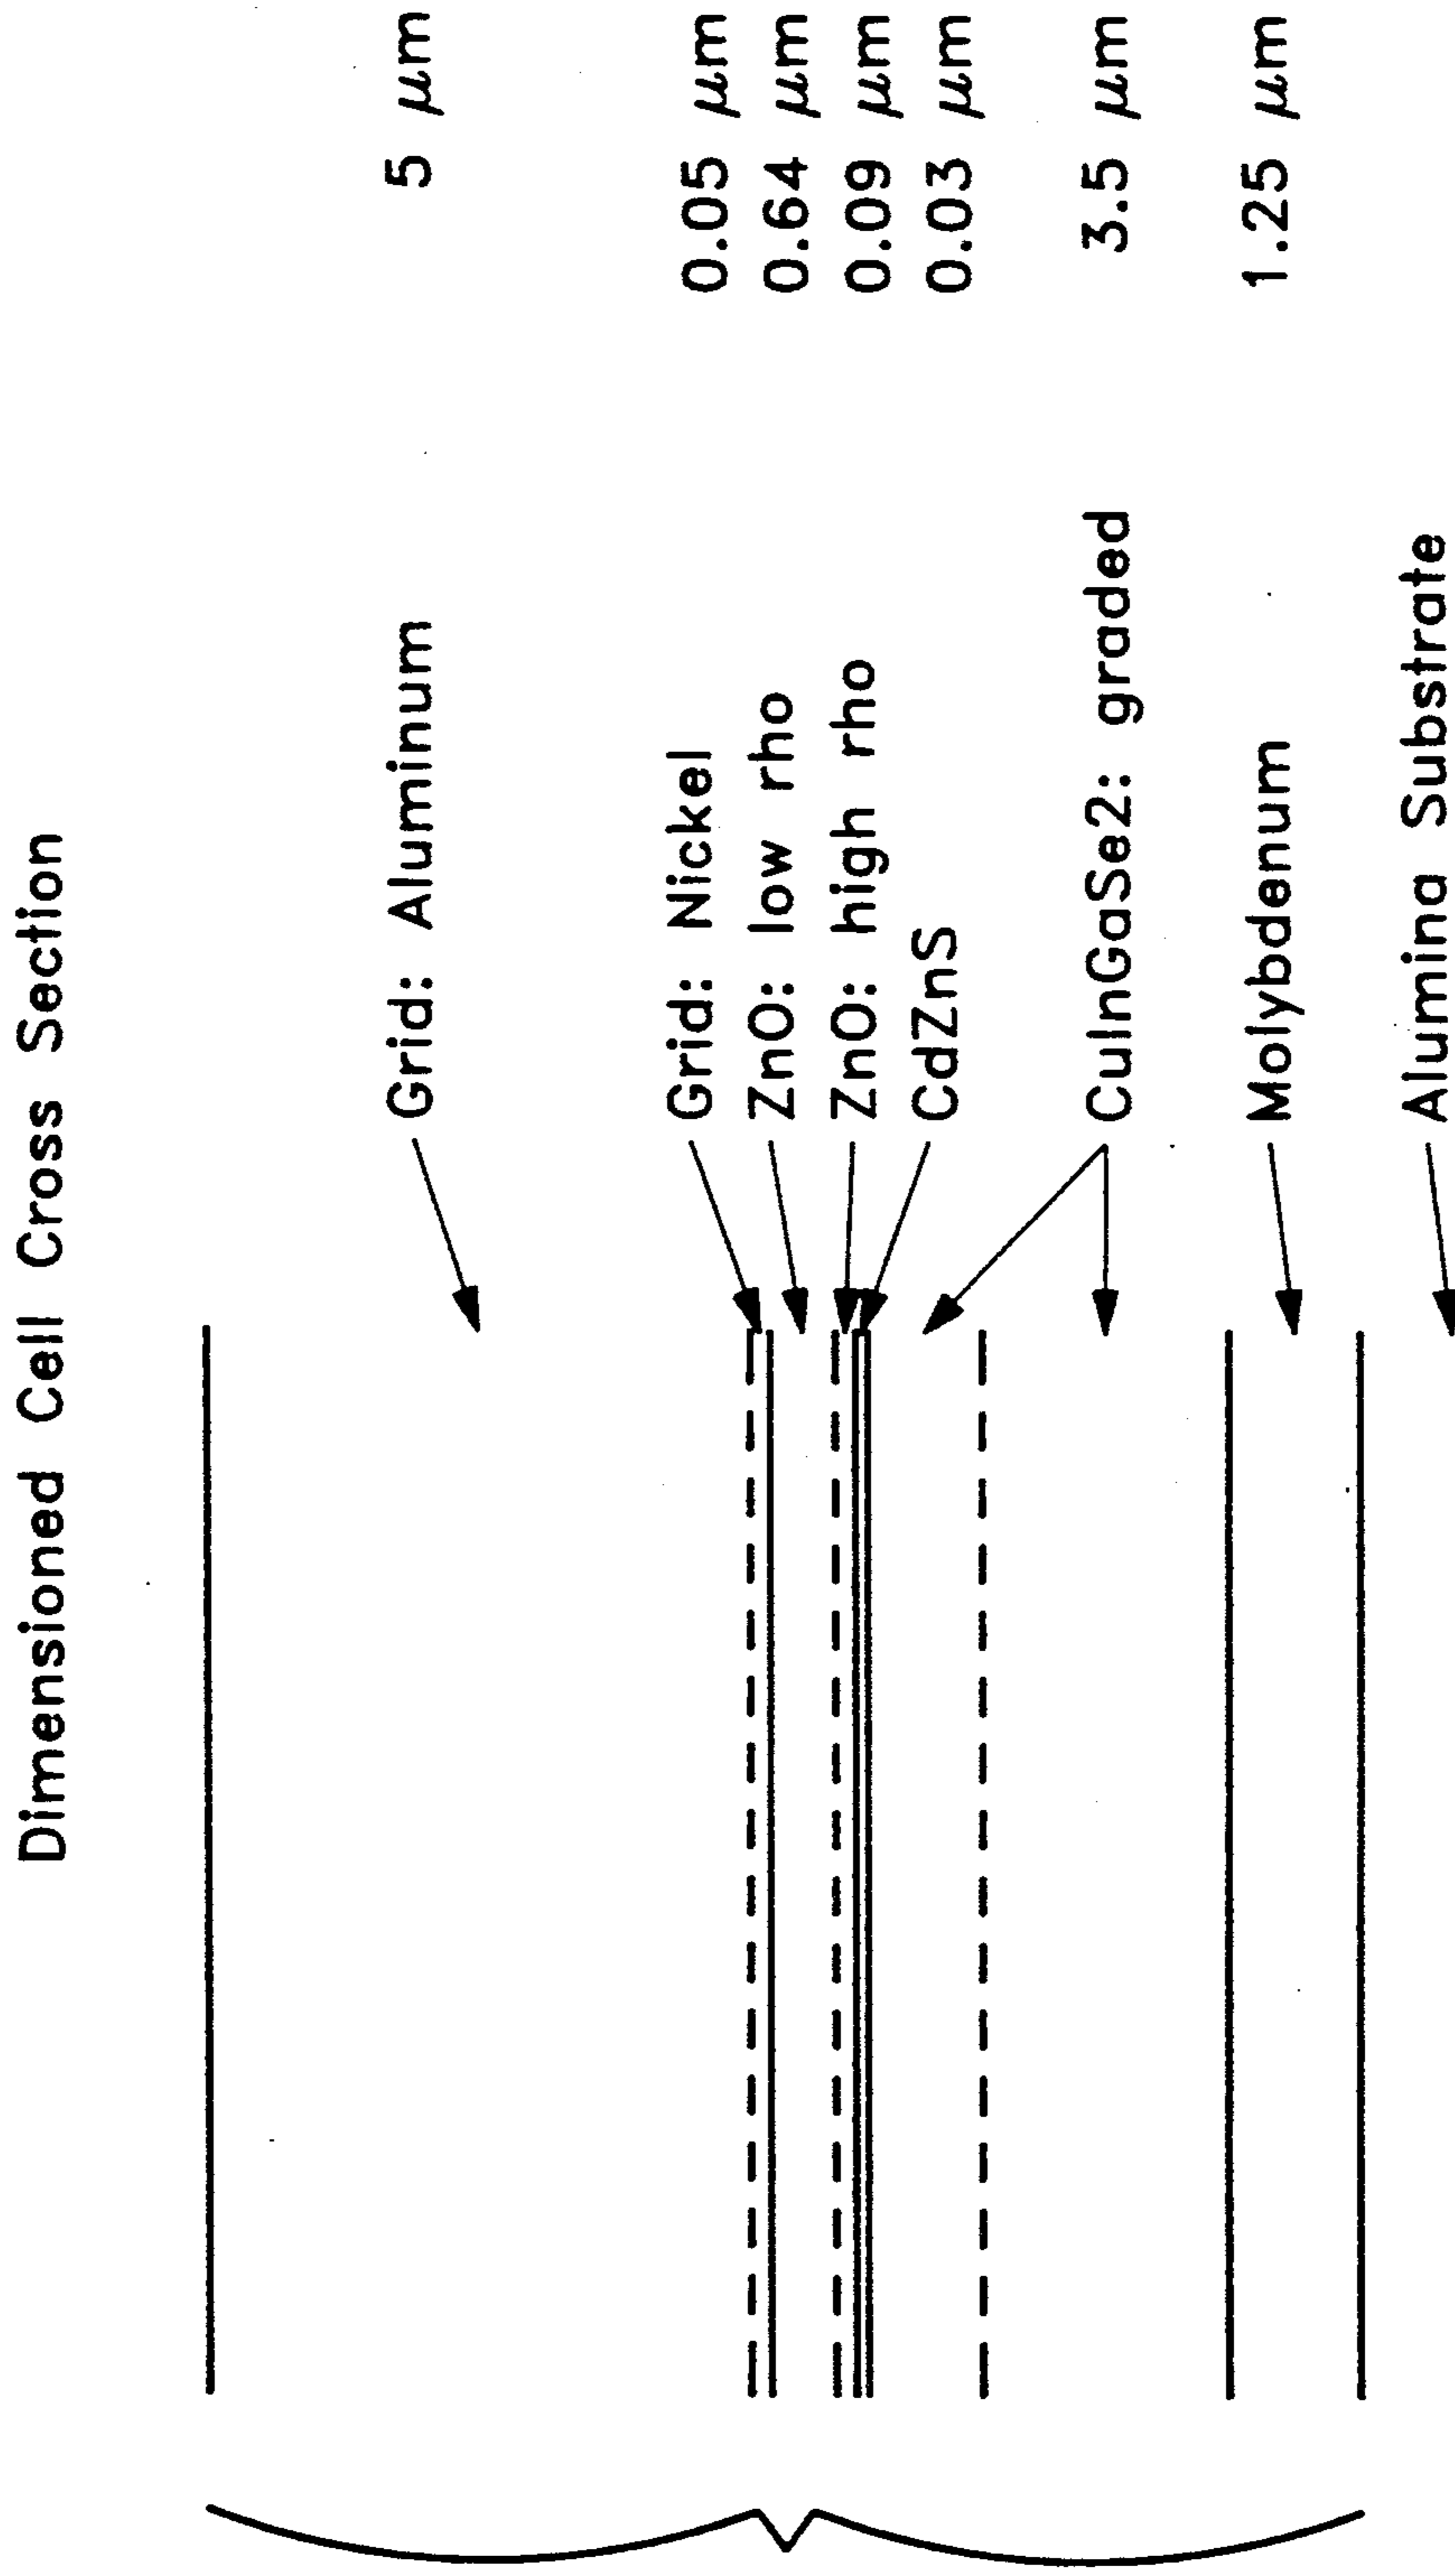 Dimensioned Cell Cross Section
Grid: Aluminum 5 μm
Grid: Nickel 0.05 μm
ZnO: low rho 0.64 μm
ZnO: high rho 0.09 μm
CdZnS 0.03 μm
CuInGaSe2: graded 3.5 μm
Molybdenum 1.25 μm
Alumina Substrate